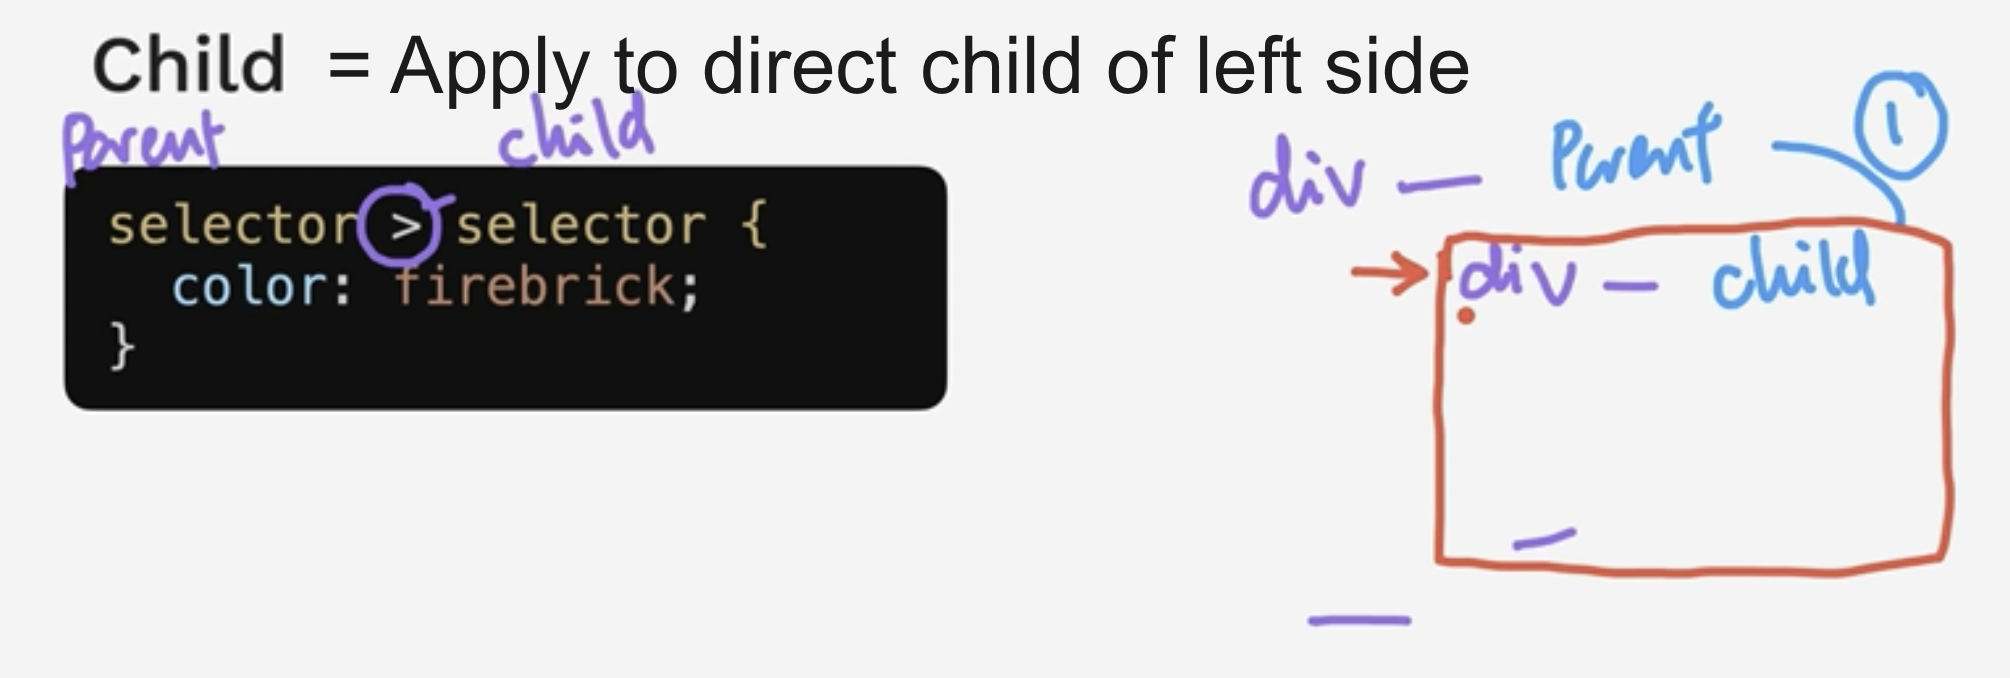 Child = Apply to direct child of left side
Parent child
selector > selector {
color: firebrick;
}
div — Parent 1
div — child